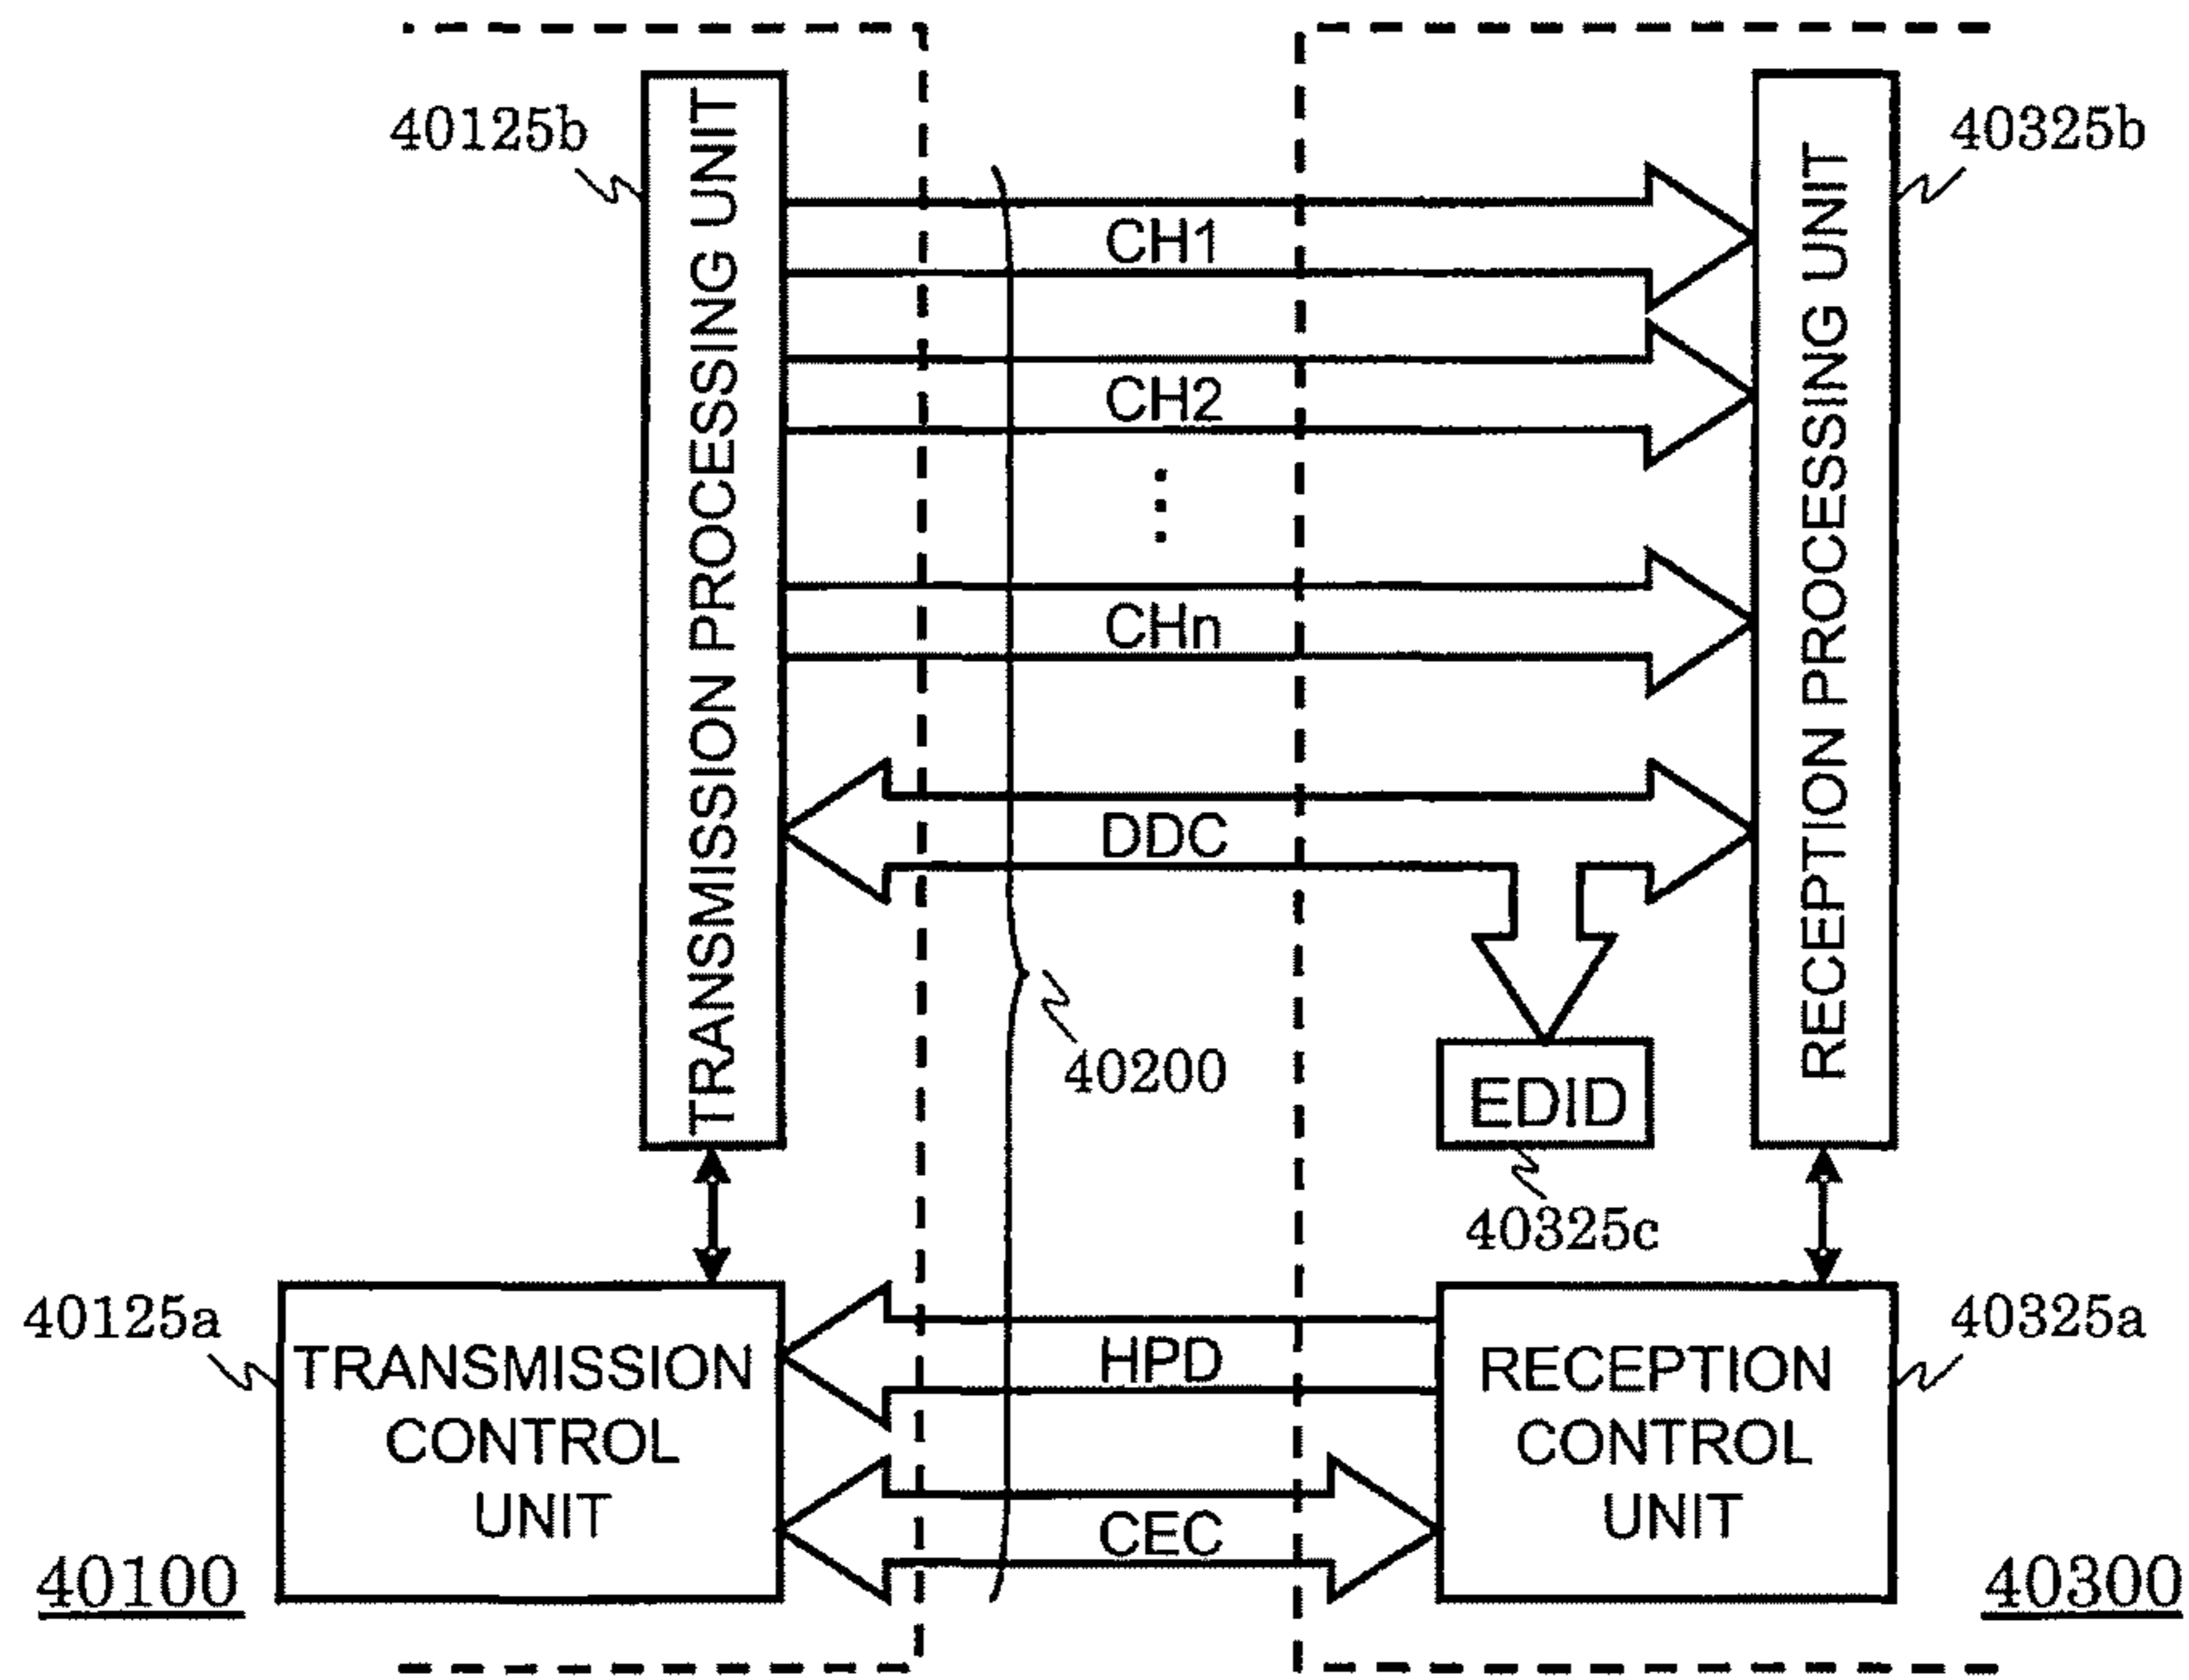 40125b
TRANSMISSION PROCESSING UNIT
40325b
RECEPTION PROCESSING UNIT
CH1
CH2
CHn
DDC
40200
EDID
40325c
40125a
TRANSMISSION
CONTROL
UNIT
HPD
CEC
RECEPTION
CONTROL
UNIT
40325a
40100
40300